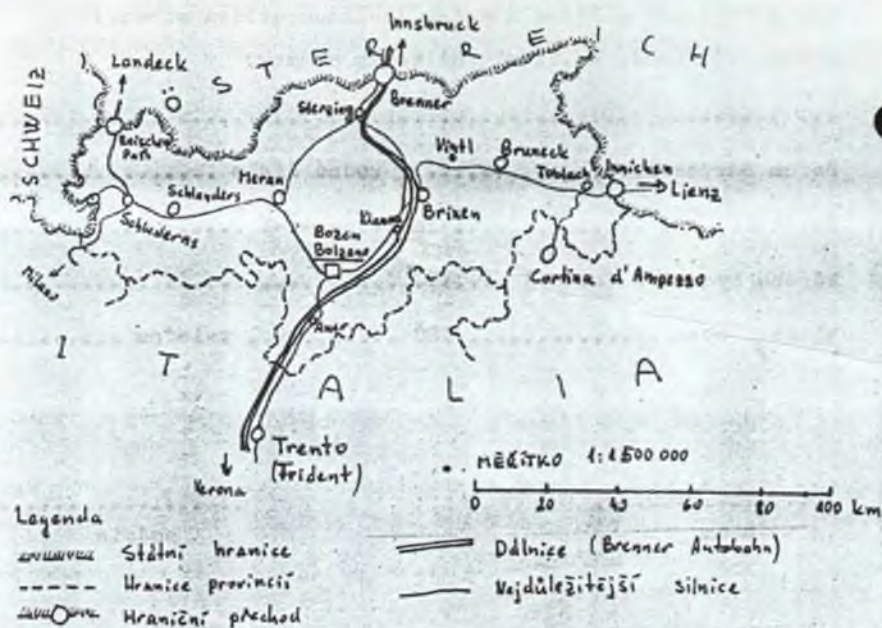 Innsbruck
Landeck
ÖSTERREICH
SCHWEIZ
Brenner
Sterzing
Reschen
Pass
Meran
Vintl
Bruneck
Toblach
Innichen
Lienz
Schlanders
Schluderns
Brixen
Bozen
Bolzano
Cortina d'Ampezzo
Milano
ITALIA
Trento
(Trident)
Verona
MĚŘÍTKO 1:1 500 000
0 20 40 60 80 100 km
Legenda
Státní hranice
Hranice provincií
Hraniční přechod
Dálnice (Brenner Autobahn)
Nejdůležitější silnice